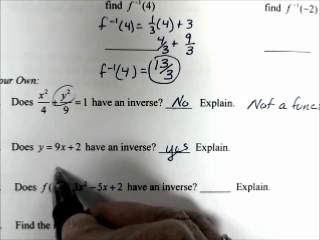 find f⁻¹(4) find f⁻¹(-2)
f⁻¹(4) = 1/3(4) + 3
4/3 + 9/3
f⁻¹(4) = 13/3
our Own:
Does x²/4 + y²/9 = 1 have an inverse? No Explain. Not a func
Does y = 9x + 2 have an inverse? yes Explain.
Does f( 3x² − 5x + 2 have an inverse? ______ Explain.
Find the